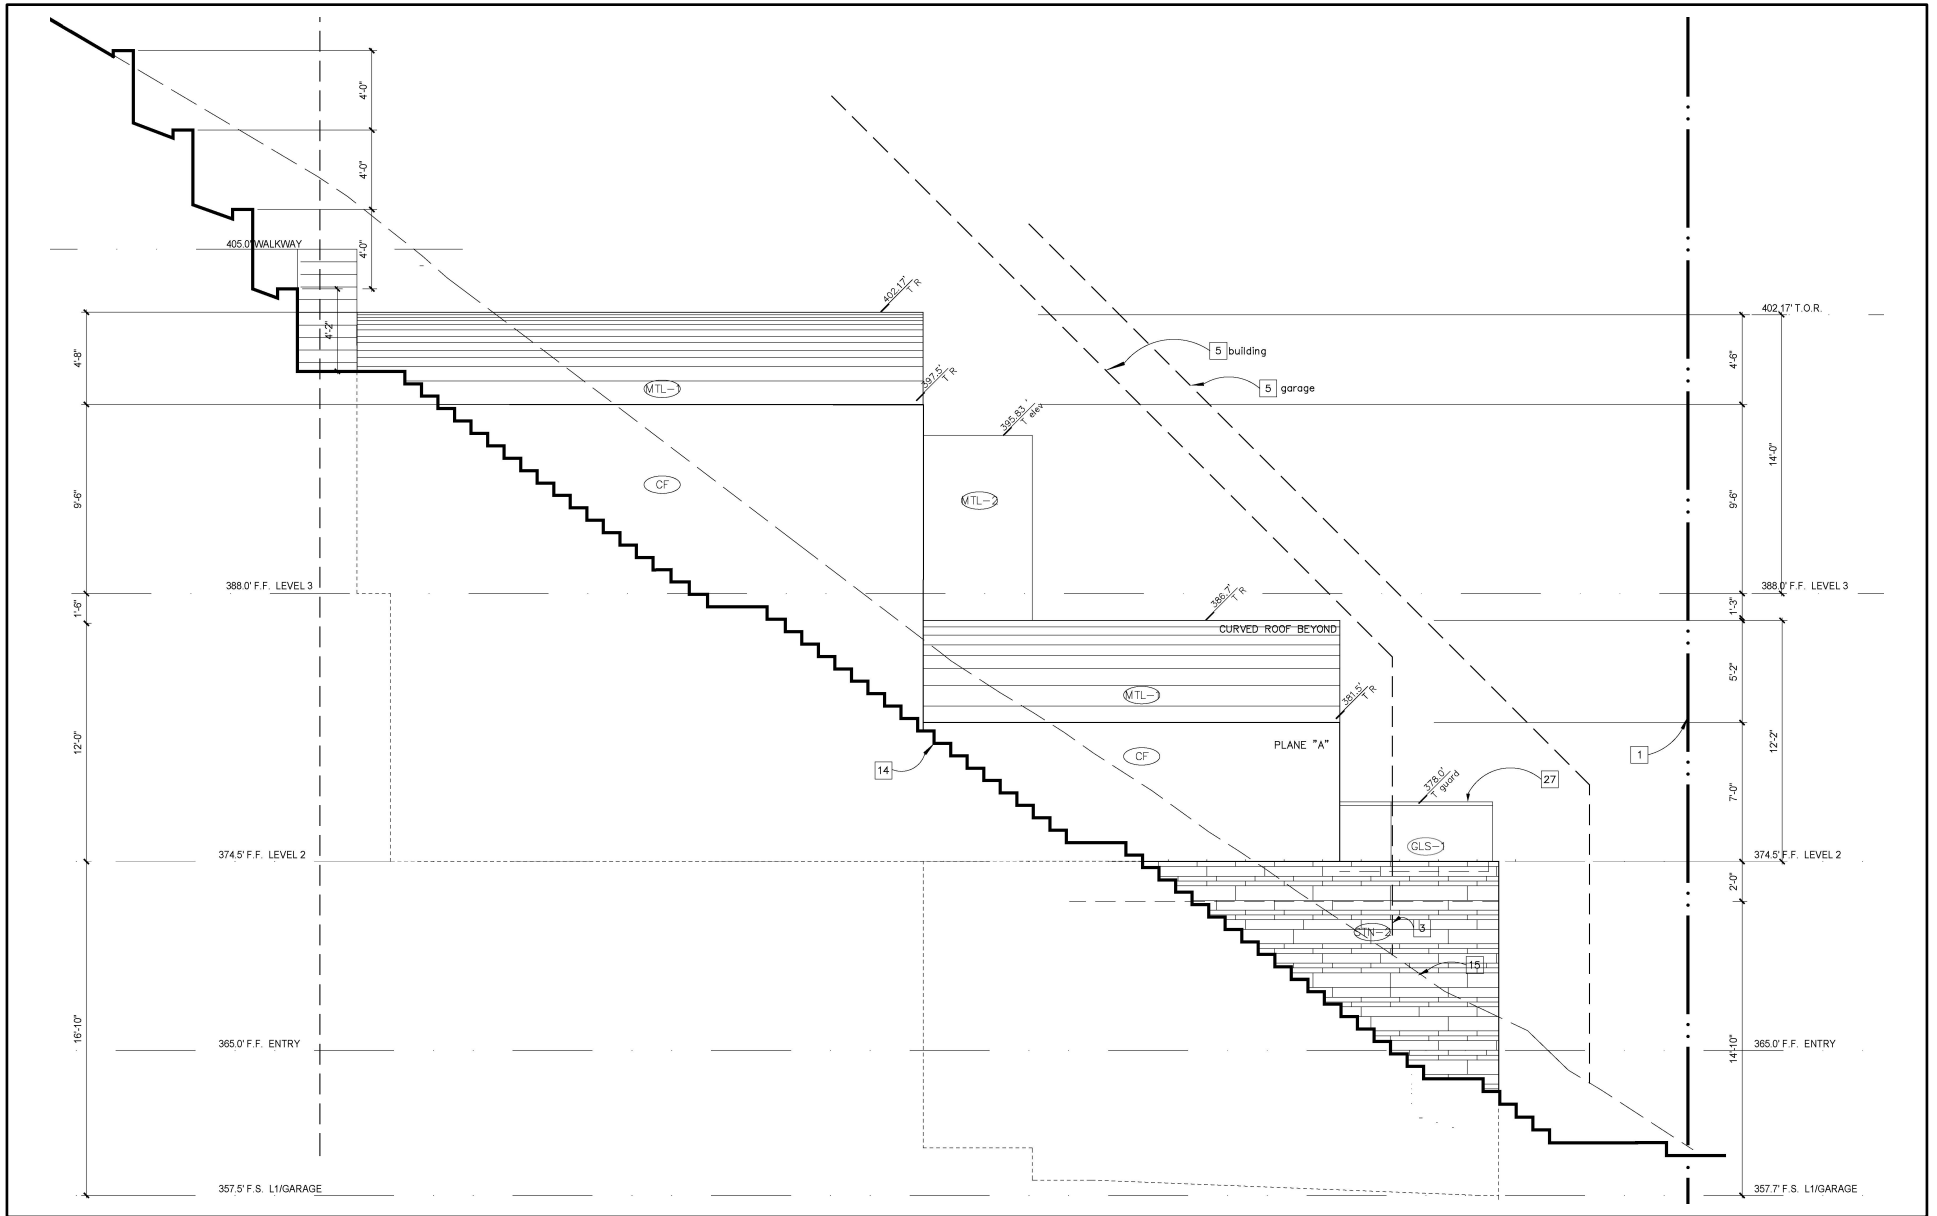 4'-0"
4'-0"
405.0' WALKWAY
4'-0"
402.17'
T R
402.17' T.O.R.
4'-2"
4'-8"
5 building
4'-6"
5 garage
MTL-1
397.5'
T R
395.83 '
T elev
14'-0"
CF
MTL-2
9'-6"
9'-6"
388.0' F.F. LEVEL 3
388.0' F.F. LEVEL 3
1'-6"
386.7'
T R
1'-3"
CURVED ROOF BEYOND
5'-2"
MTL-1
381.5'
T R
12'-0"
PLANE "A"
CF
1
12'-2"
14
378.0'
T guard
27
7'-0"
GLS-1
374.5' F.F. LEVEL 2
374.5' F.F. LEVEL 2
2'-0"
STN-2
3
15
16'-10"
365.0' F.F. ENTRY
14'-10"
365.0' F.F. ENTRY
357.5' F.S. L1/GARAGE
357.7' F.S. L1/GARAGE